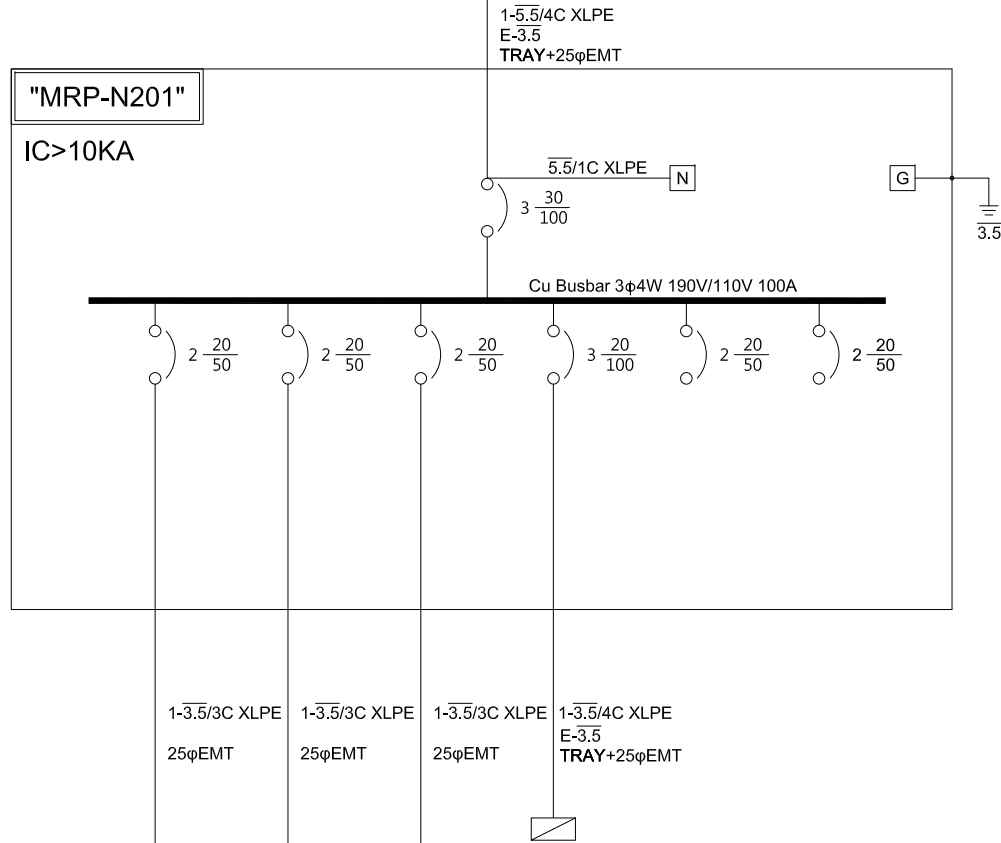 1-5.5/4C XLPE
E-3.5
TRAY+25φEMT
"MRP-N201"
IC>10KA
5.5/1C XLPE
N
G
3 30/100
3.5
Cu Busbar 3φ4W 190V/110V 100A
2 20/50
2 20/50
2 20/50
3 20/100
2 20/50
2 20/50
1-3.5/3C XLPE
25φEMT
1-3.5/3C XLPE
25φEMT
1-3.5/3C XLPE
25φEMT
1-3.5/4C XLPE
E-3.5
TRAY+25φEMT